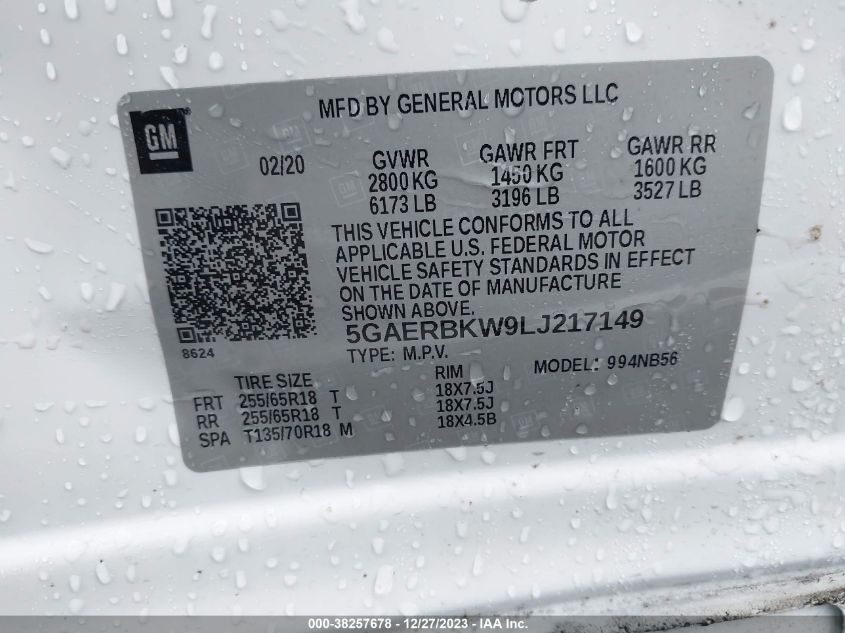 MFD BY GENERAL MOTORS LLC
GM
02/20
GVWR GAWR FRT GAWR RR
2800 KG 1450 KG 1600 KG
6173 LB 3196 LB 3527 LB
THIS VEHICLE CONFORMS TO ALL
APPLICABLE U.S. FEDERAL MOTOR
VEHICLE SAFETY STANDARDS IN EFFECT
ON THE DATE OF MANUFACTURE
SHOWN ABOVE.
5GAERBKW9LJ217149
8624
TYPE: M.P.V. MODEL: 994NB56
TIRE SIZE RIM
FRT 255/65R18 T 18X7.5J
RR 255/65R18 T 18X7.5J
SPA T135/70R18 M 18X4.5B
000-38257678 - 12/27/2023 - IAA Inc.